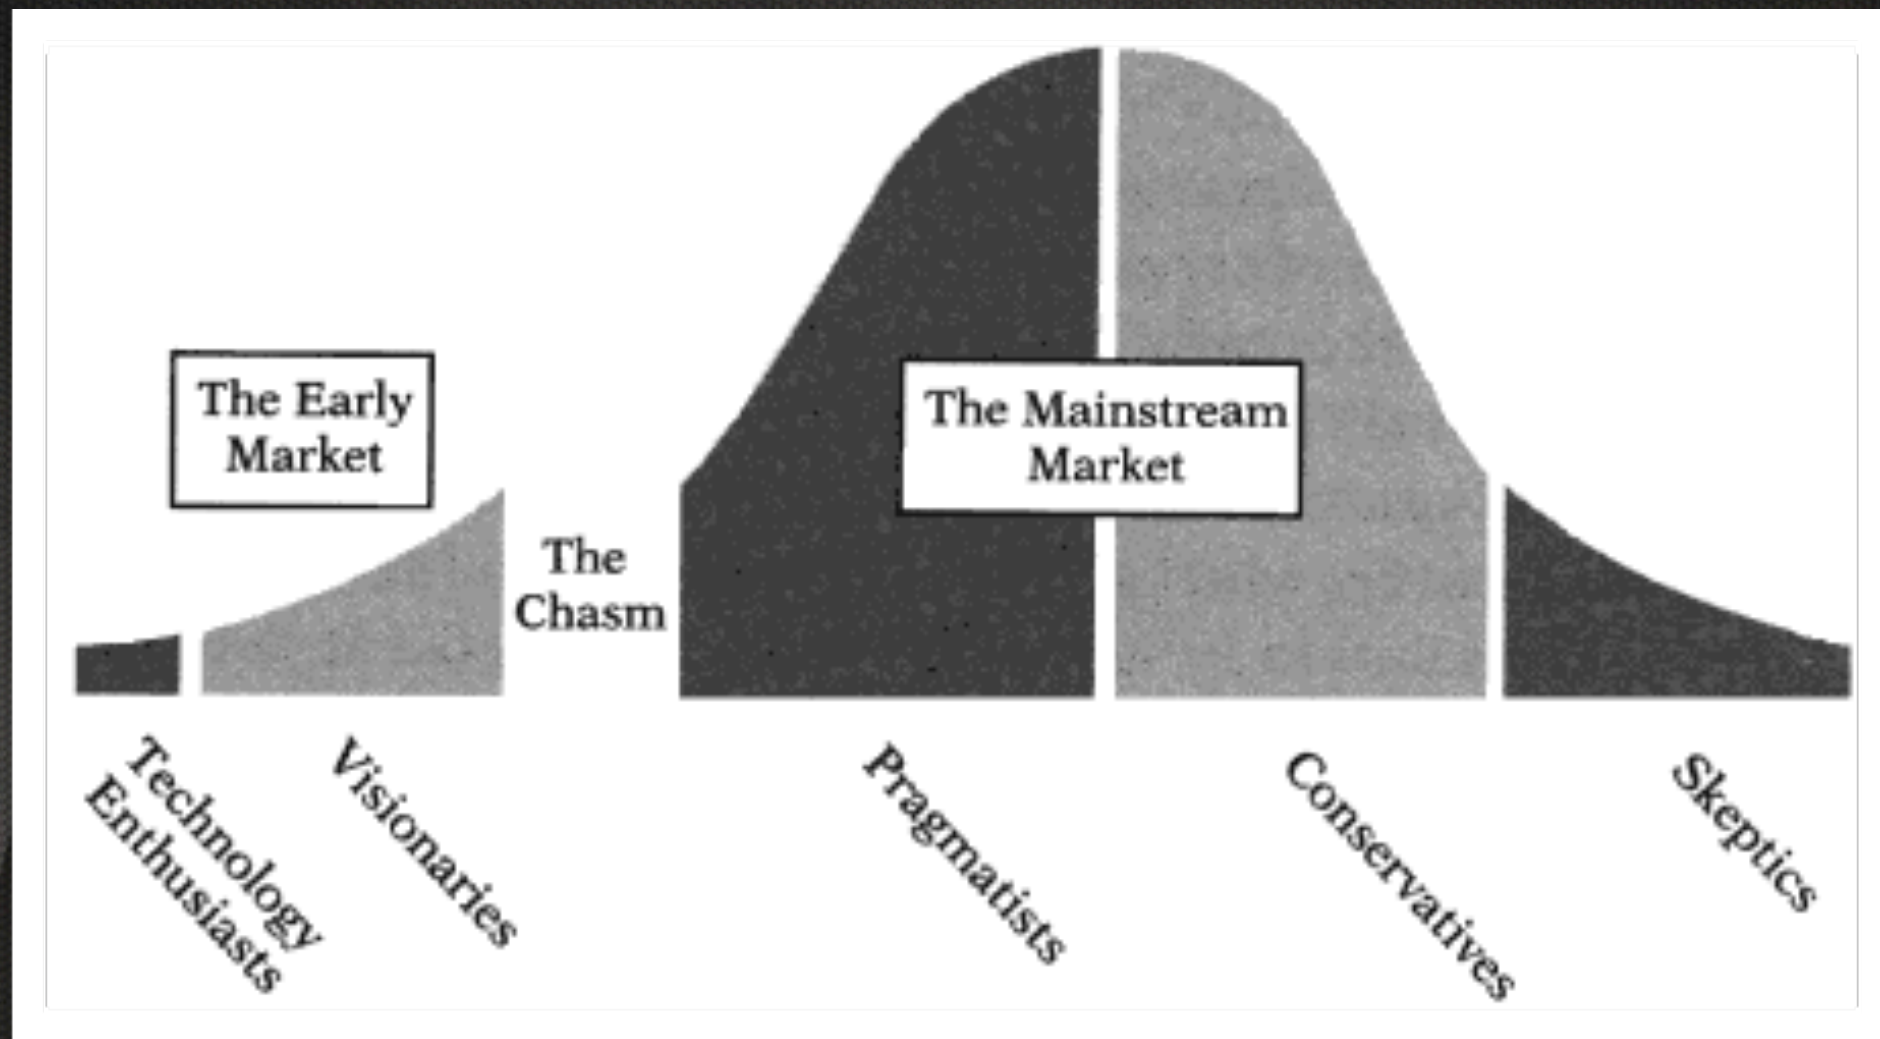 The Early
Market
The Mainstream
Market
The
Chasm
Technology
Enthusiasts
Visionaries
Pragmatists
Conservatives
Skeptics